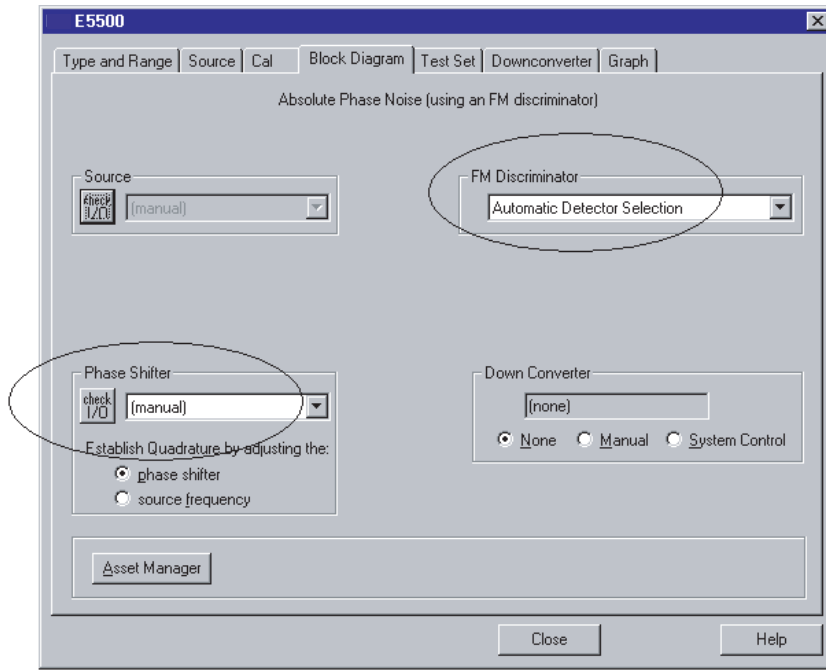 E5500
Type and Range Source Cal Block Diagram Test Set Downconverter Graph
Absolute Phase Noise (using an FM discriminator)
Source
check I/O
(manual)
FM Discriminator
Automatic Detector Selection
Phase Shifter
check I/O
(manual)
Establish Quadrature by adjusting the:
phase shifter
source frequency
Down Converter
(none)
None Manual System Control
Asset Manager
Close Help